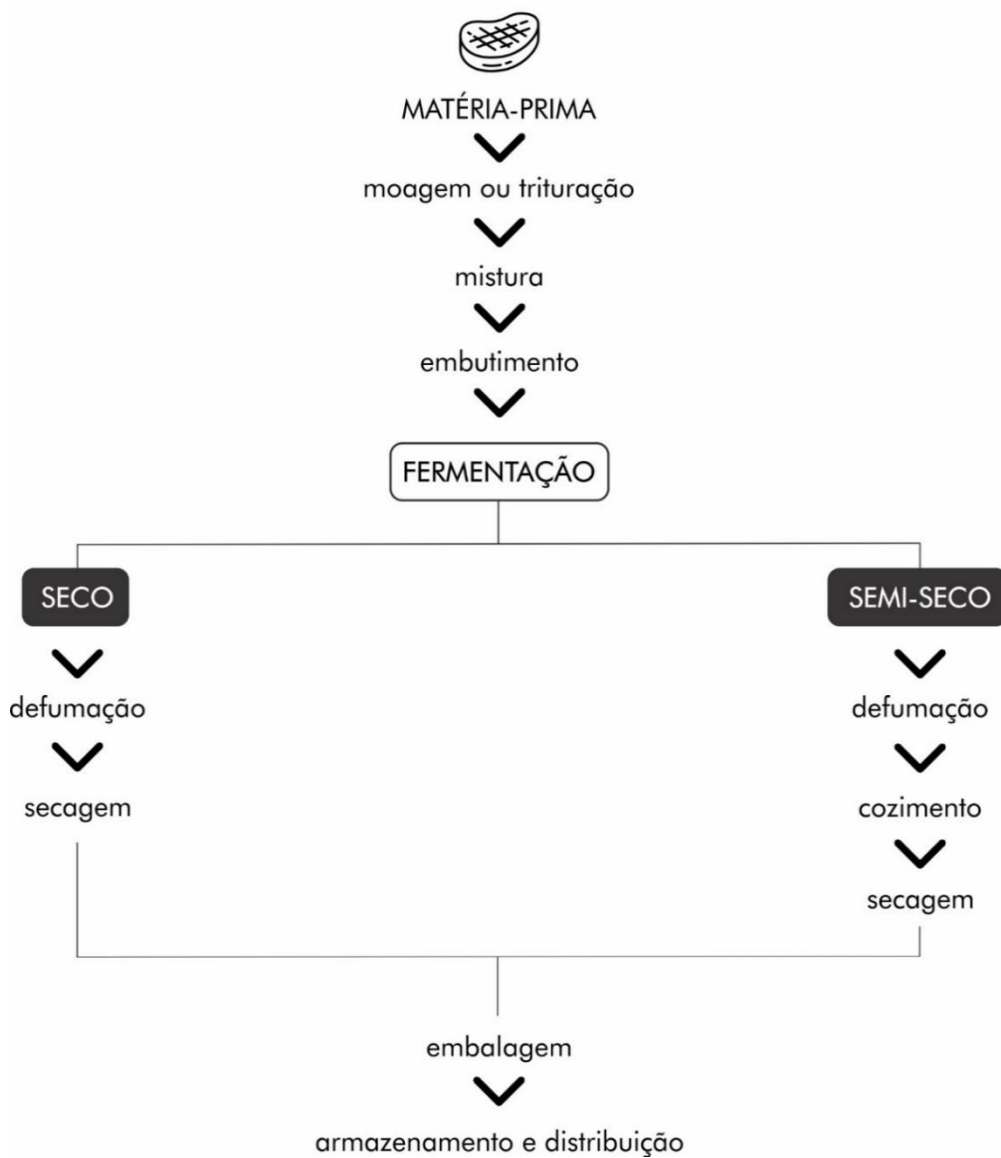 MATÉRIA-PRIMA
moagem ou trituração
mistura
embutimento
FERMENTAÇÃO
SECO
defumação
secagem
SEMI-SECO
defumação
cozimento
secagem
embalagem
armazenamento e distribuição